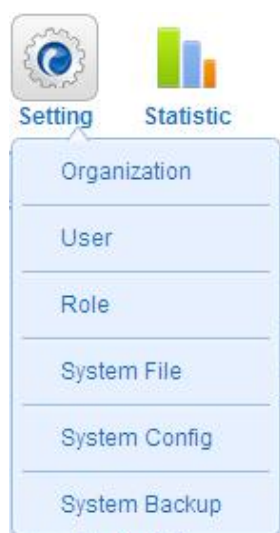 Setting Statistic
Organization
User
Role
System File
System Config
System Backup